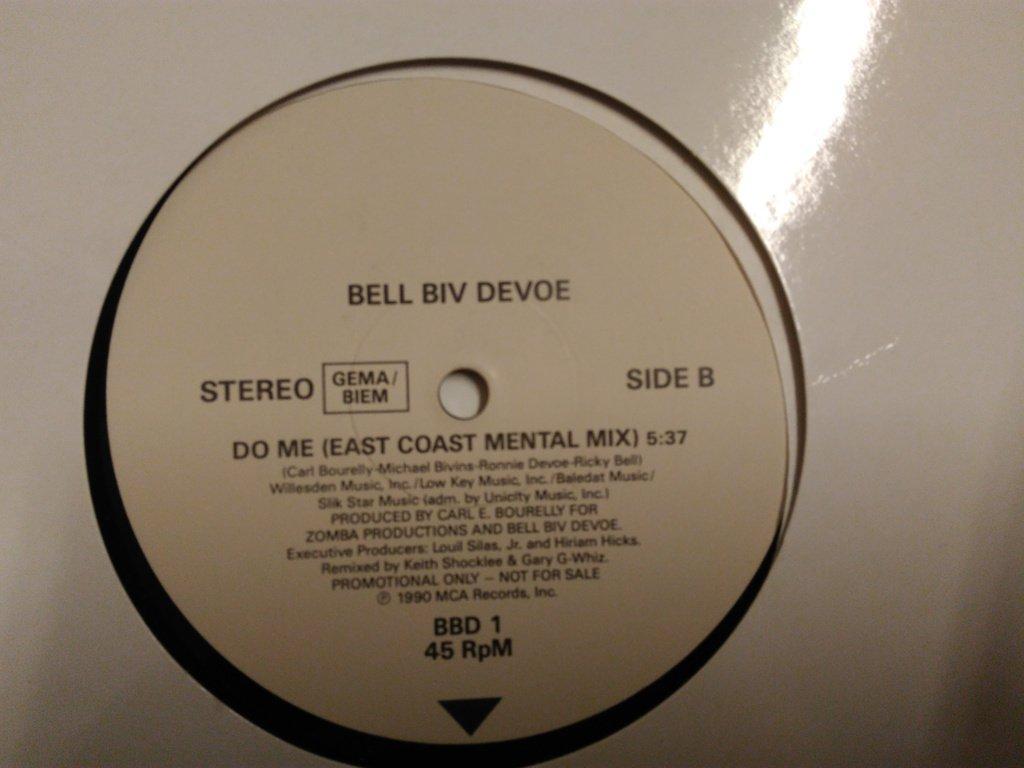 BELL BIV DEVOE
STEREO GEMA/ BIEM SIDE B
DO ME (EAST COAST MENTAL MIX) 5:37
(Carl Bourelly-Michael Bivins-Ronnie Devoe-Ricky Bell)
Willesden Music, Inc./Low Key Music, Inc./Baledat Music/
Slik Star Music (adm. by Unicity Music, Inc.)
PRODUCED BY CARL E. BOURELLY FOR
ZOMBA PRODUCTIONS AND BELL BIV DEVOE.
Executive Producers: Louil Silas, Jr. and Hiriam Hicks.
Remixed by Keith Shocklee & Gary G-Whiz.
PROMOTIONAL ONLY – NOT FOR SALE
℗ 1990 MCA Records, Inc.
BBD 1
45 RpM